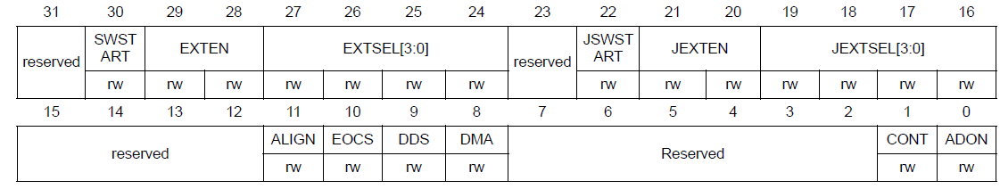 31 30 29 28 27 26 25 24 23 22 21 20 19 18 17 16
reserved SWST ART EXTEN EXTSEL[3:0] reserved JSWST ART JEXTEN JEXTSEL[3:0]
rw rw rw rw rw rw rw rw rw rw rw rw rw rw
15 14 13 12 11 10 9 8 7 6 5 4 3 2 1 0
reserved ALIGN EOCS DDS DMA Reserved CONT ADON
rw rw rw rw rw rw